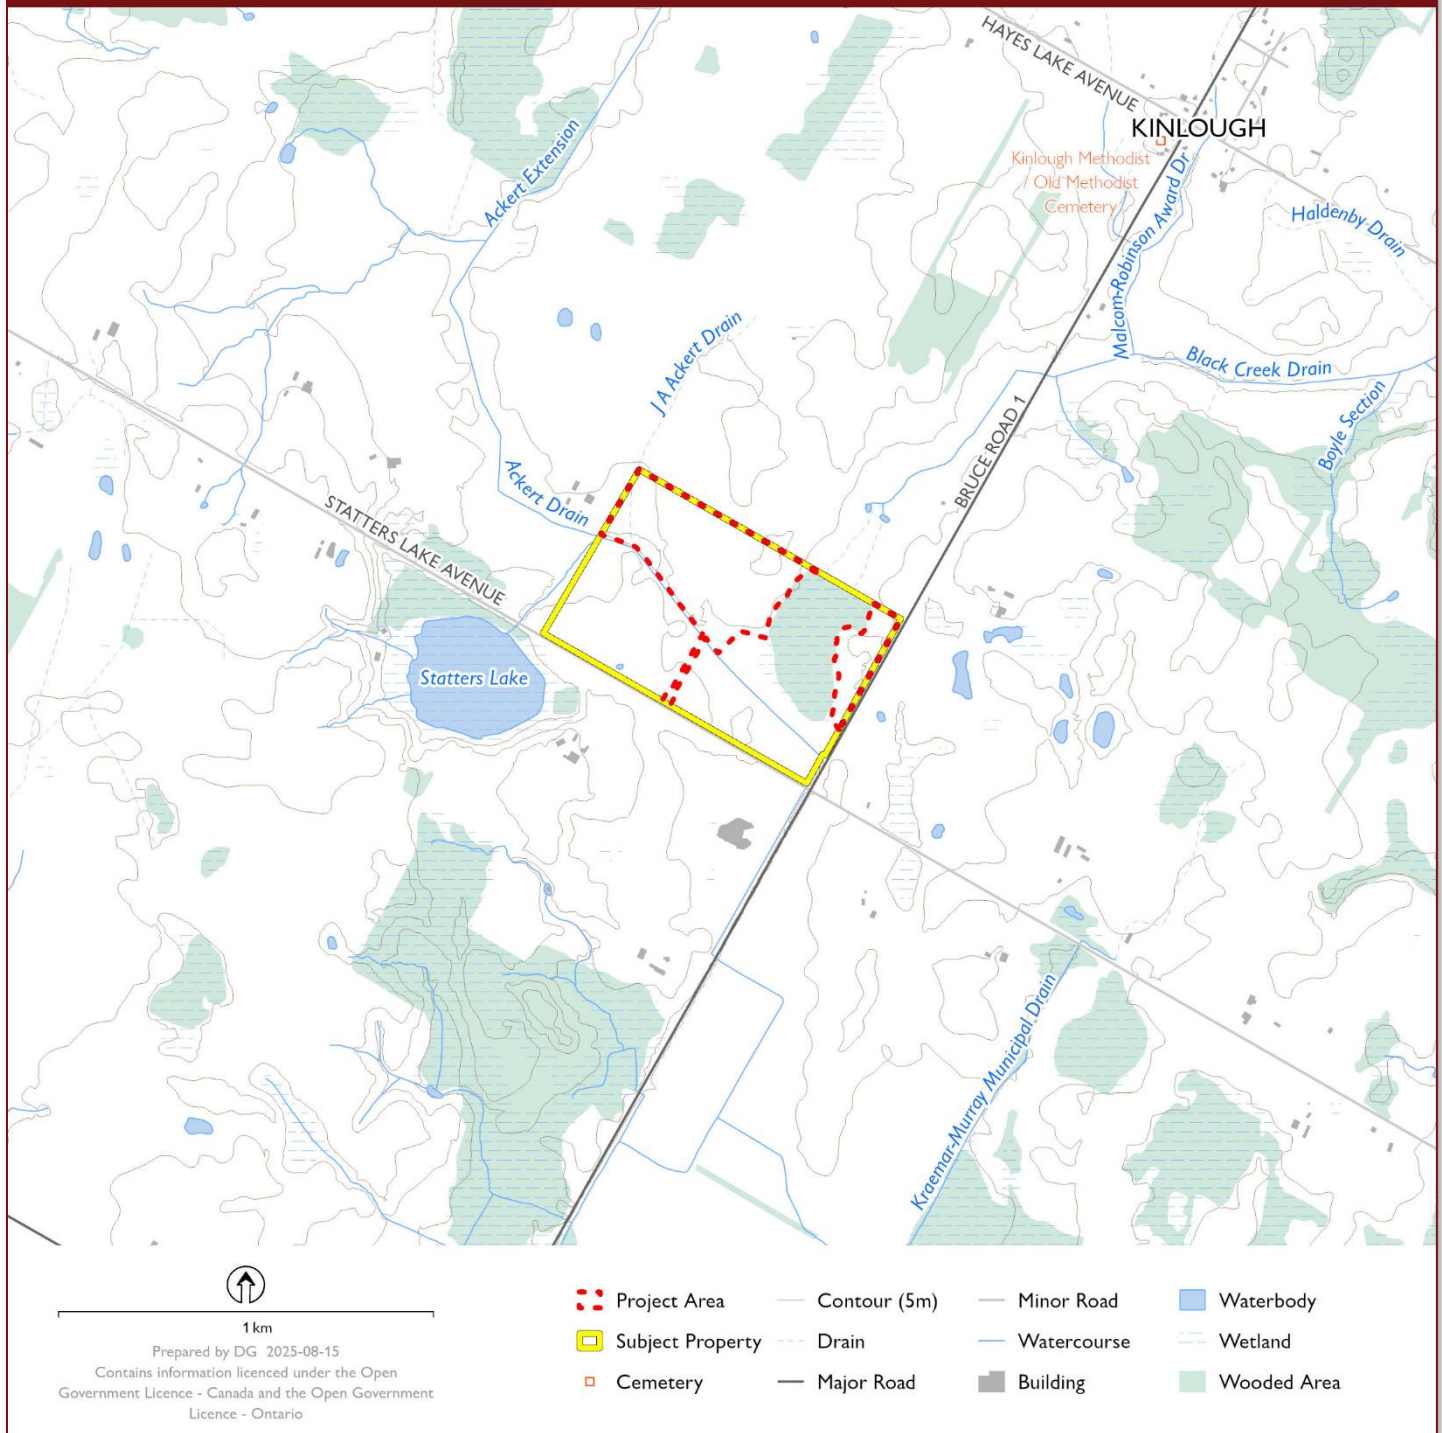 HAYES LAKE AVENUE
KINLOUGH
Kinlough Methodist
/ Old Methodist
Cemetery
Ackert Extension
Malcom-Robinson Award Dr
Haldenby Drain
J A Ackert Drain
Black Creek Drain
Boyle Section
BRUCE ROAD 1
Ackert Drain
STATTERS LAKE AVENUE
Statters Lake
Kraemar-Murray Municipal Drain
1 km
Prepared by DG 2025-08-15
Contains information licenced under the Open
Government Licence - Canada and the Open Government
Licence - Ontario
Project Area
Contour (5m)
Minor Road
Waterbody
Subject Property
Drain
Watercourse
Wetland
Cemetery
Major Road
Building
Wooded Area